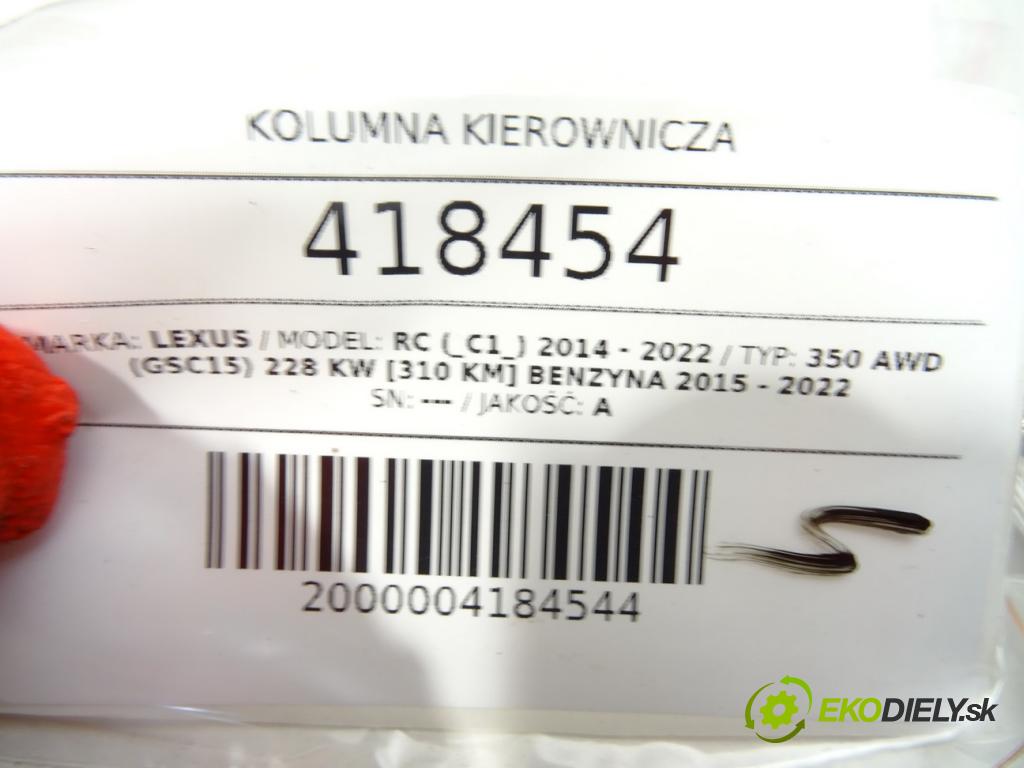 KOLUMNA KIEROWNICZA
418454
MARKA: LEXUS / MODEL: RC (_C1_) 2014 - 2022 / TYP: 350 AWD
(GSC15) 228 KW [310 KM] BENZYNA 2015 - 2022
SN: --- / JAKOŚĆ: A
2000004184544
EKODIELY.sk